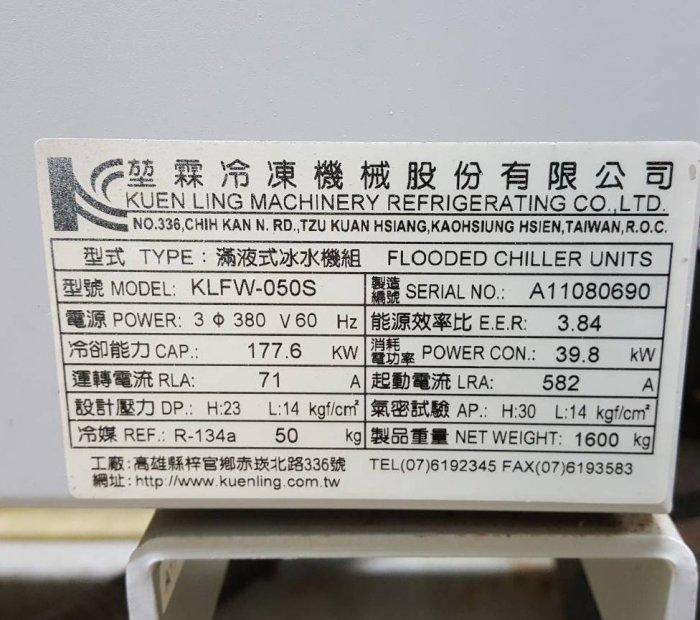 堃霖冷凍機械股份有限公司
KUEN LING MACHINERY REFRIGERATING CO.,LTD.
NO.336,CHIH KAN N. RD.,TZU KUAN HSIANG,KAOHSIUNG HSIEN,TAIWAN,R.O.C.
型式 TYPE：滿液式冰水機組 FLOODED CHILLER UNITS
型號 MODEL: KLFW-050S 製造編號 SERIAL NO.: A11080690
電源 POWER: 3 Φ 380 V 60 Hz 能源效率比 E.E.R: 3.84
冷卻能力 CAP.: 177.6 KW 消耗電功率 POWER CON.: 39.8 kW
運轉電流 RLA: 71 A 起動電流 LRA: 582 A
設計壓力 DP.: H:23 L:14 kgf/cm² 氣密試驗 AP.: H:30 L:14 kgf/cm²
冷媒 REF.: R-134a 50 kg 製品重量 NET WEIGHT: 1600 kg
工廠:高雄縣梓官鄉赤崁北路336號 TEL(07)6192345 FAX(07)6193583
網址:http://www.kuenling.com.tw